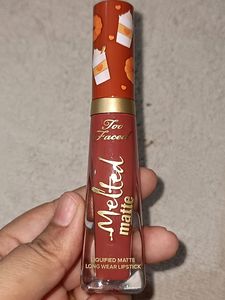 Too
Faced
Melted
matte
LIQUIFIED MATTE
LONG WEAR LIPSTICK